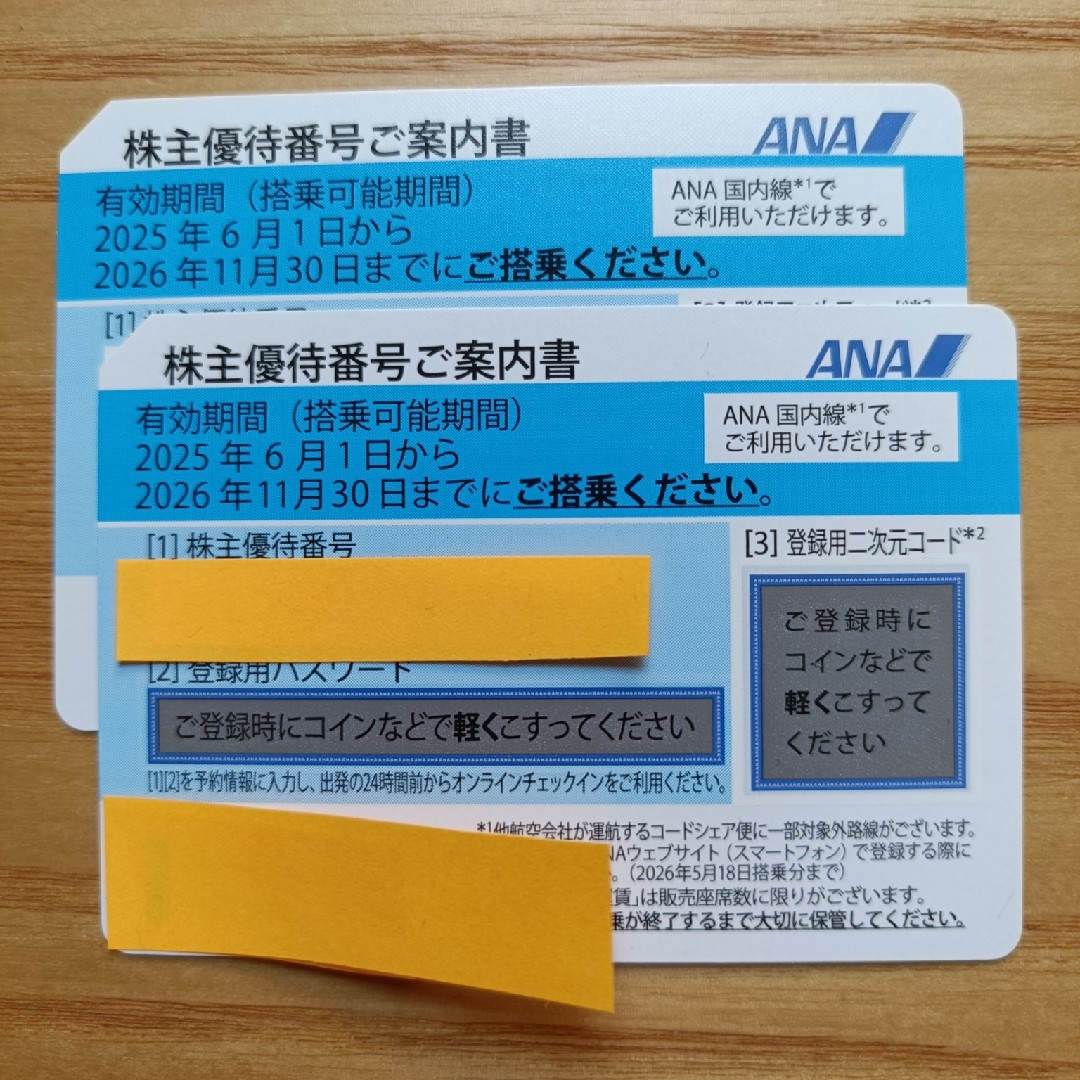 株主優待番号ご案内書
ANA
有効期間（搭乗可能期間）
2025年6月1日から
2026年11月30日までにご搭乗ください。
ANA国内線*1で
ご利用いただけます。
[1]
株主優待番号ご案内書
ANA
有効期間（搭乗可能期間）
2025年6月1日から
2026年11月30日までにご搭乗ください。
ANA国内線*1で
ご利用いただけます。
[1] 株主優待番号
[2] 登録用パスワード
ご登録時にコインなどで軽くこすってください
[1][2]を予約情報に入力し、出発の24時間前からオンラインチェックインをご利用ください。
[3] 登録用二次元コード*2
ご登録時に
コインなどで
軽くこすって
ください
*1他航空会社が運航するコードシェア便に一部対象外路線がございます。
NAウェブサイト（スマートフォン）で登録する際に
。（2026年5月18日搭乗分まで）
賃」は販売座席数に限りがございます。
乗が終了するまで大切に保管してください。